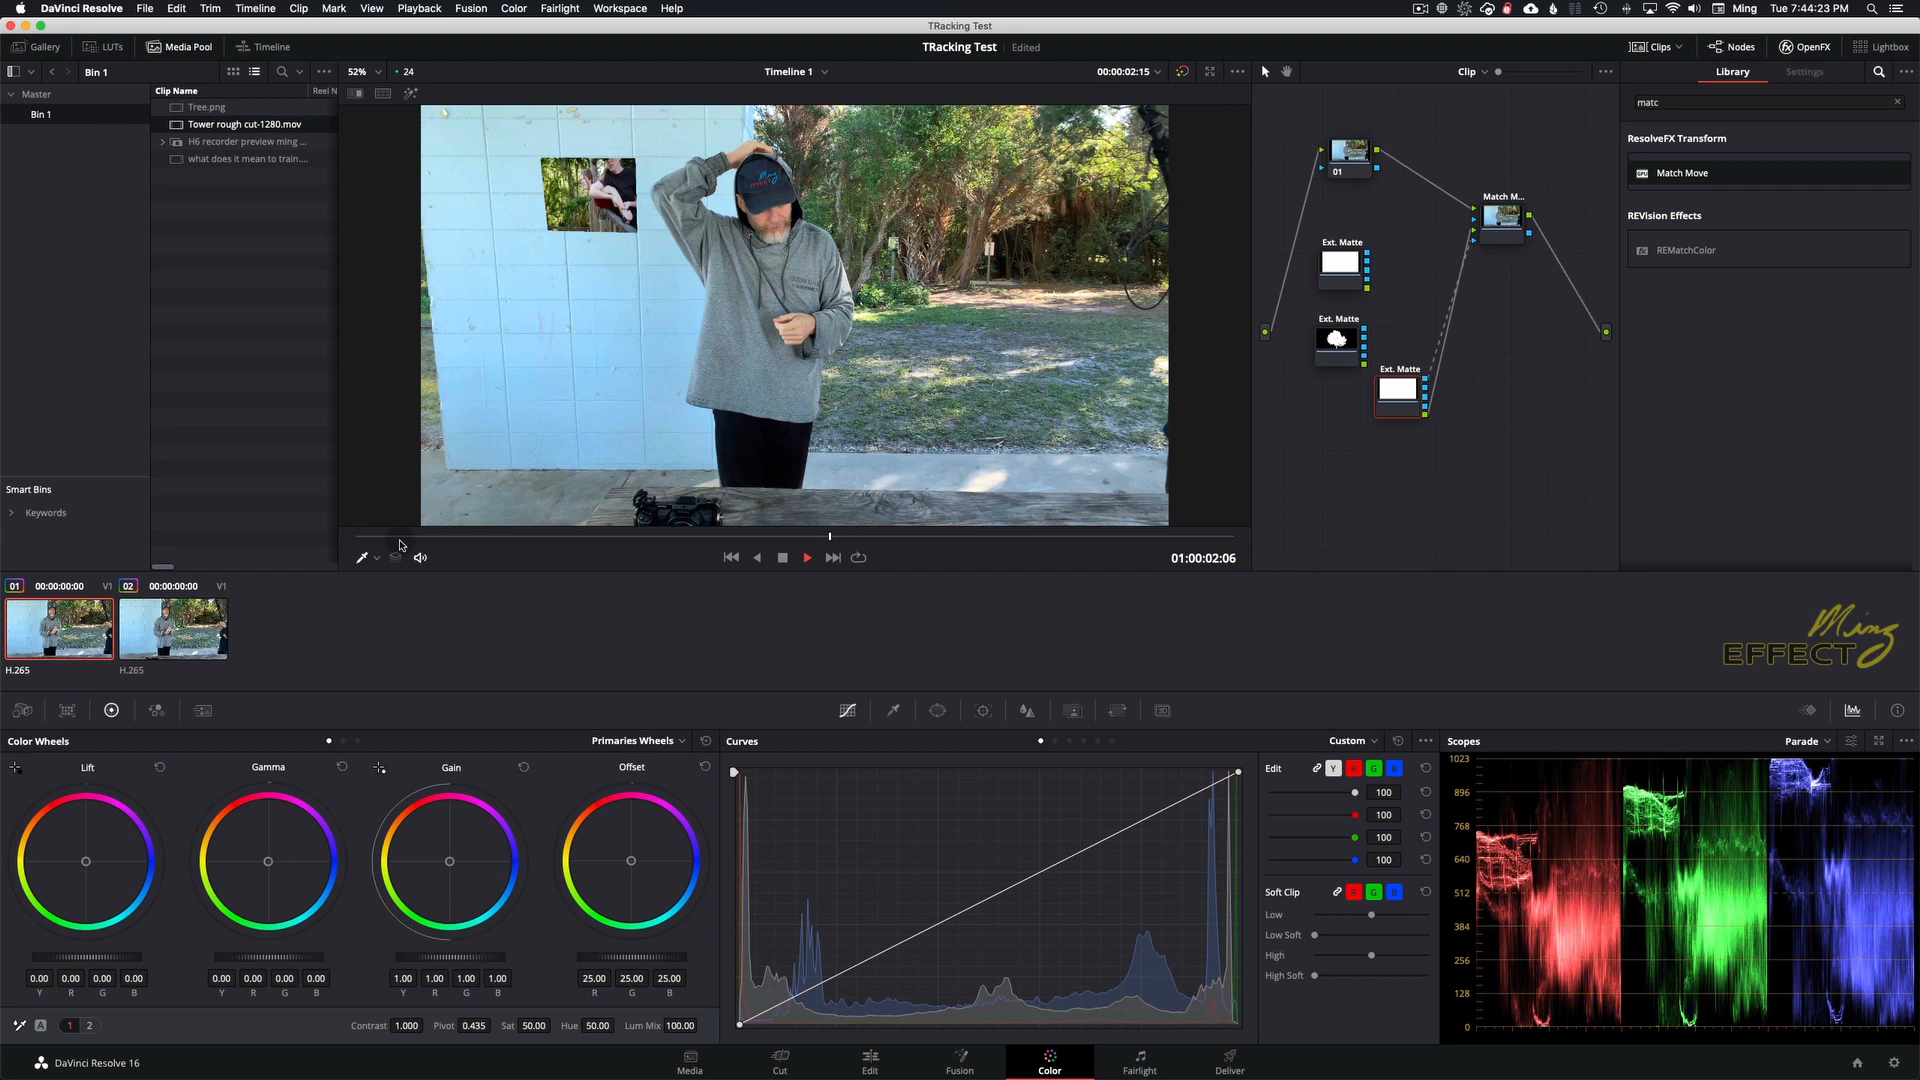 DaVinci Resolve File Edit Trim Timeline Clip Mark View Playback Fusion Color Fairlight Workspace Help
Ming Tue 7:44:23 PM
TRacking Test
Gallery LUTs Media Pool Timeline
TRacking Test Edited
Clips Nodes OpenFX Lightbox
Bin 1
52% 24
Timeline 1
00:00:02:15
Clip
Library Settings
Master
Bin 1
Clip Name Reel N
Tree.png
Tower rough cut-1280.mov
H6 recorder preview ming ...
what does it mean to train....
Smart Bins
Keywords
Ming
EFFECT
01
Match M...
Ext. Matte
Ext. Matte
Ext. Matte
matc
ResolveFX Transform
GPU
Match Move
REVision Effects
fx
REMatchColor
01:00:02:06
01 00:00:00:00 V1 02 00:00:00:00 V1
H.265 H.265
Ming
EFFECT
Color Wheels
Primaries Wheels
Lift Gamma Gain Offset
0.00 0.00 0.00 0.00 0.00 0.00 0.00 0.00 1.00 1.00 1.00 1.00 25.00 25.00 25.00
Y R G B Y R G B Y R G B R G B
A 1 2
Contrast 1.000 Pivot 0.435 Sat 50.00 Hue 50.00 Lum Mix 100.00
Curves
Custom
Edit Y R G B
100
100
100
100
Soft Clip R G B
Low
Low Soft
High
High Soft
Scopes
Parade
1023
896
768
640
512
384
256
128
0
3D
DaVinci Resolve 16
Media Cut Edit Fusion Color Fairlight Deliver